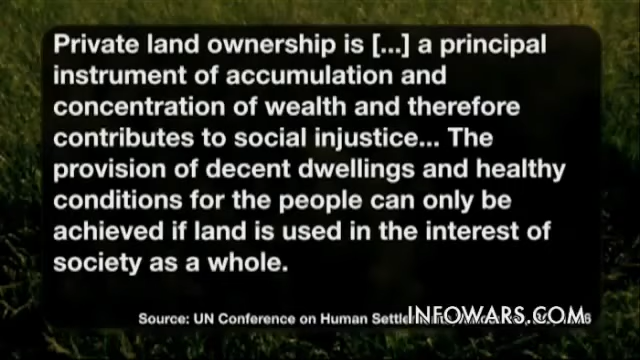 Private land ownership is [...] a principal
instrument of accumulation and
concentration of wealth and therefore
contributes to social injustice... The
provision of decent dwellings and healthy
conditions for the people can only be
achieved if land is used in the interest of
society as a whole.
Source: UN Conference on Human
INFOWARS.COM